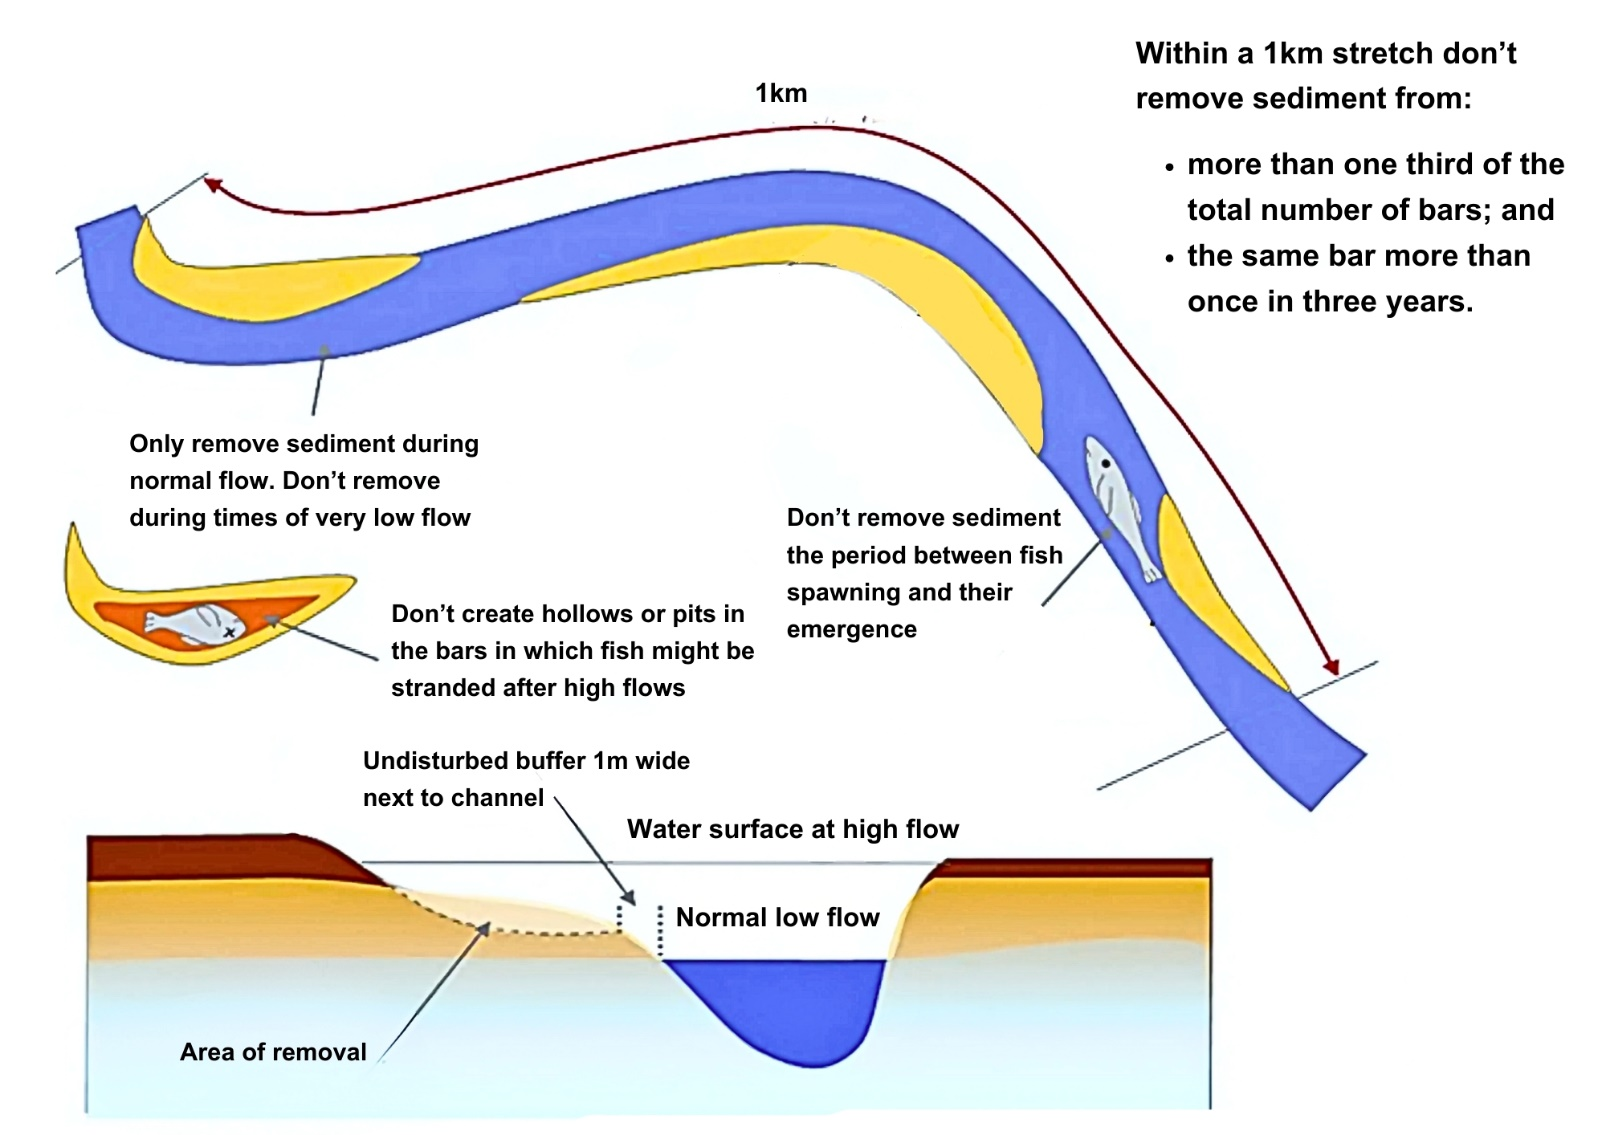 1km
Within a 1km stretch don’t
remove sediment from:
• more than one third of the
total number of bars; and
• the same bar more than
once in three years.
Only remove sediment during
normal flow. Don’t remove
during times of very low flow
Don’t remove sediment
the period between fish
spawning and their
emergence
Don’t create hollows or pits in
the bars in which fish might be
stranded after high flows
Undisturbed buffer 1m wide
next to channel
Water surface at high flow
Normal low flow
Area of removal